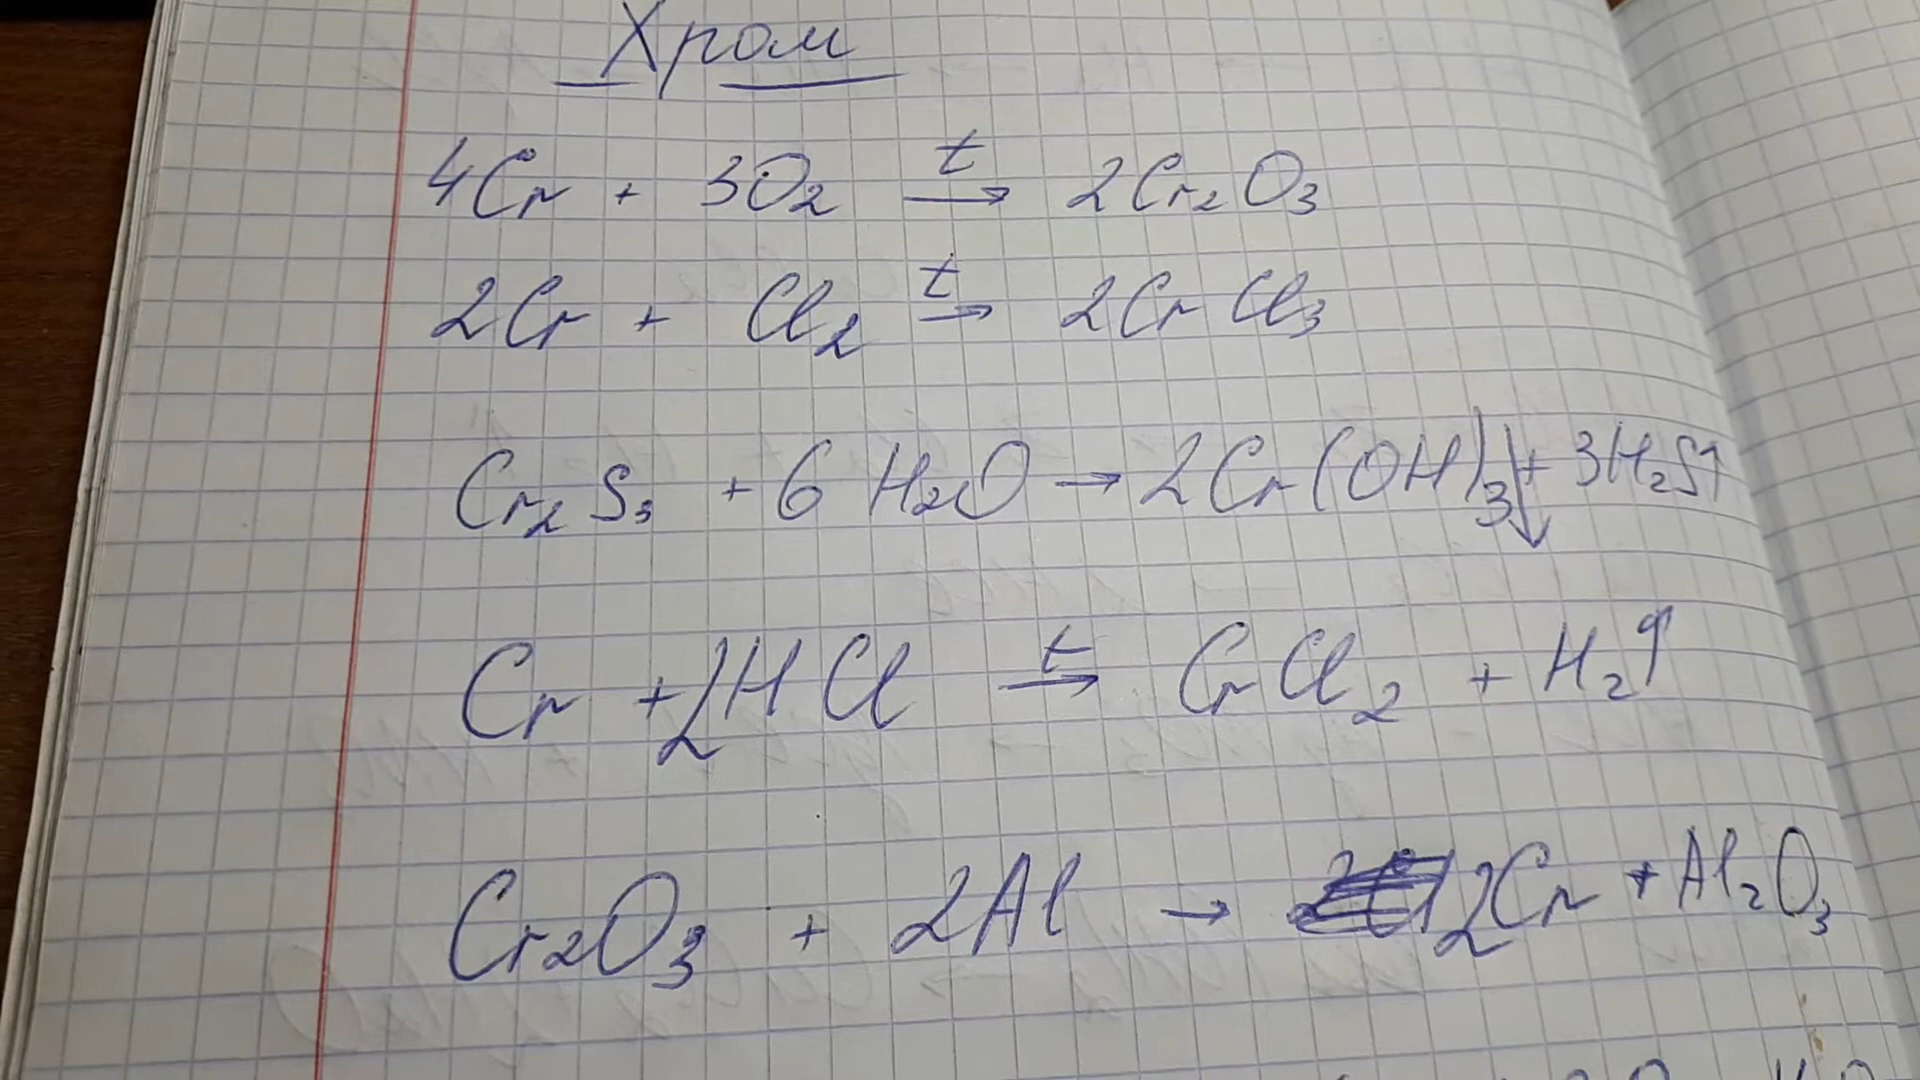 Хром
4Cr + 3O₂ —t→ 2Cr₂O₃
2Cr + Cl₂ —t→ 2CrCl₃
Cr₂S₃ + 6H₂O → 2Cr(OH)₃↓ + 3H₂S↑
Cr + 2HCl —t→ CrCl₂ + H₂↑
Cr₂O₃ + 2Al → 2Cr + Al₂O₃